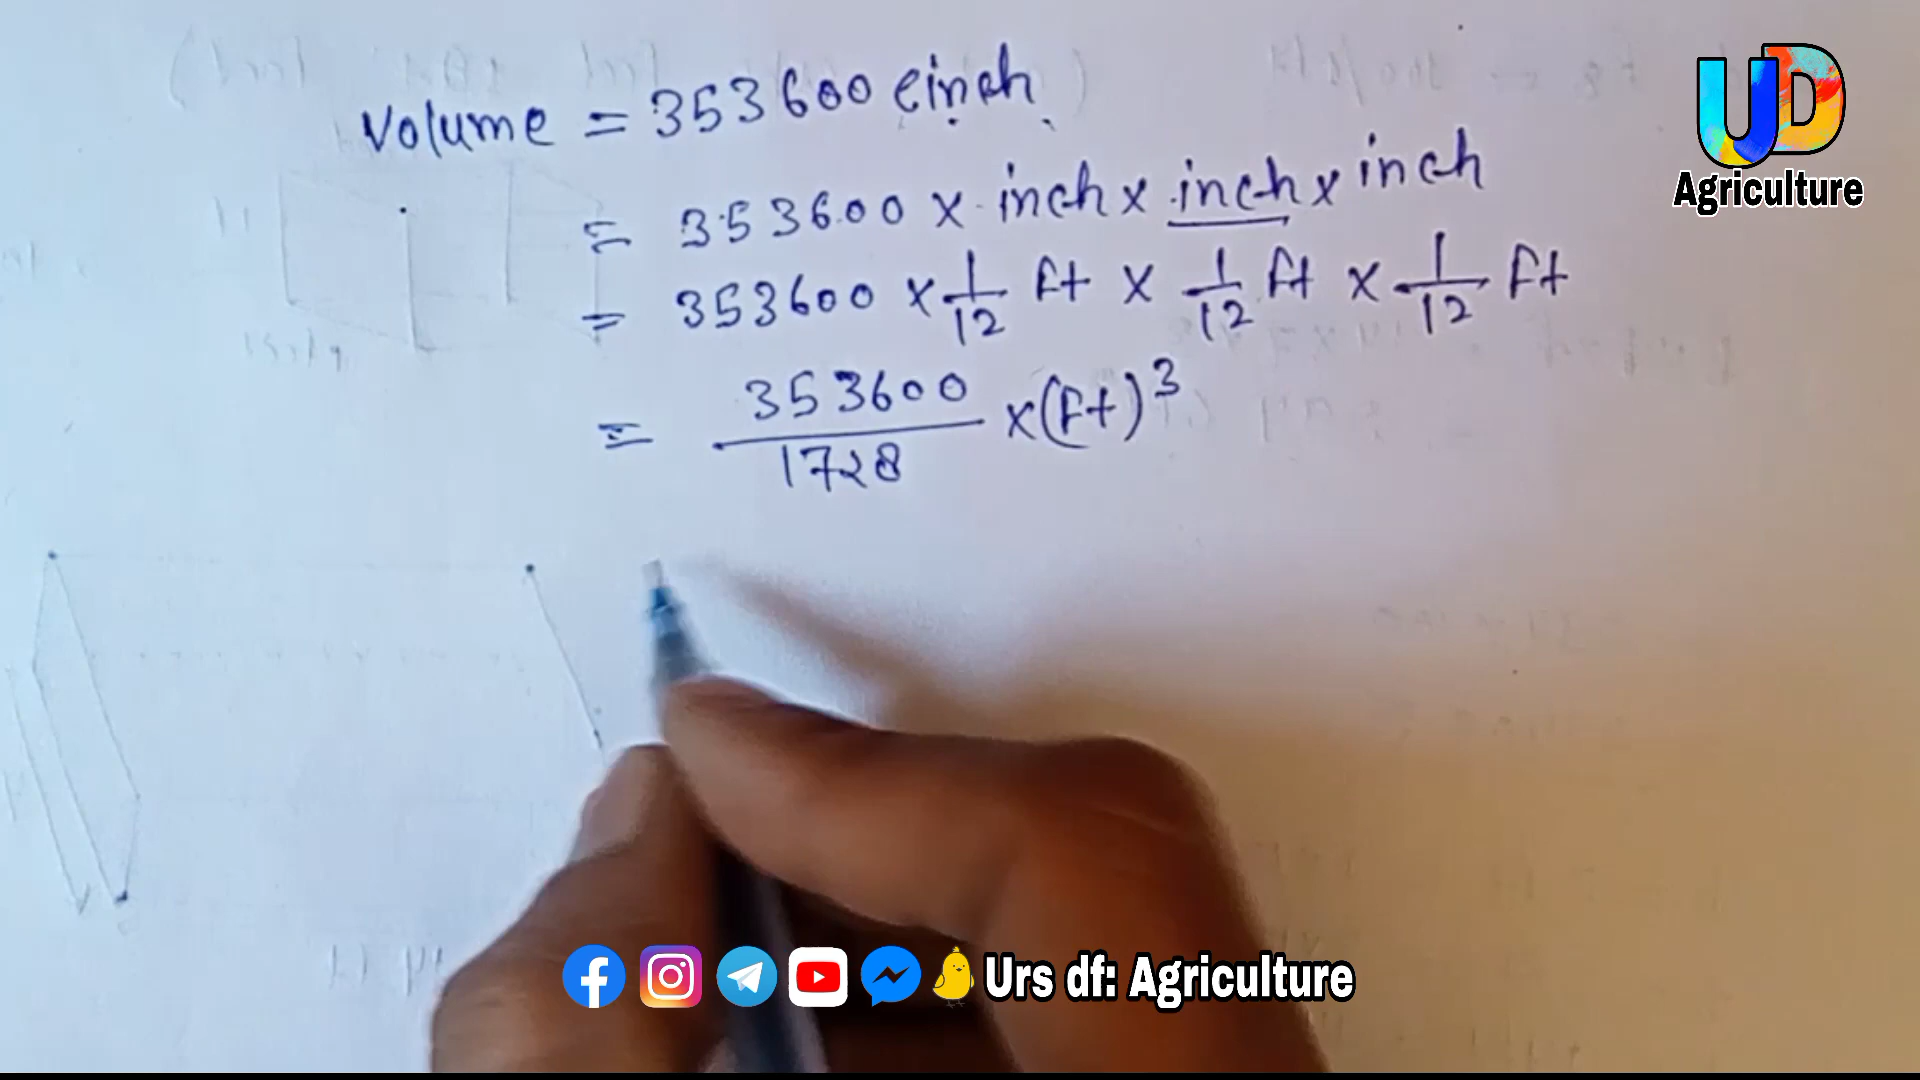 Volume = 353600 cinch
= 353600 × inch × inch × inch
= 353600 × 1/12 ft × 1/12 ft × 1/12 ft
= 353600/1728 × (ft)³
UD
Agriculture
Urs df: Agriculture